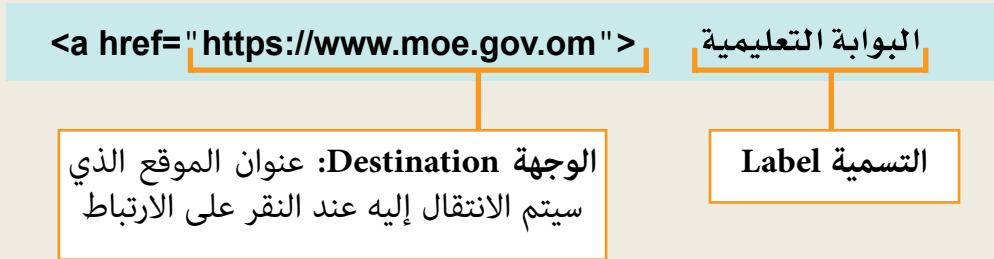 <a href="https://www.moe.gov.om"> البوابة التعليمية
الوجهة Destination: عنوان الموقع الذي
سيتم الانتقال إليه عند النقر على الارتباط
التسمية Label